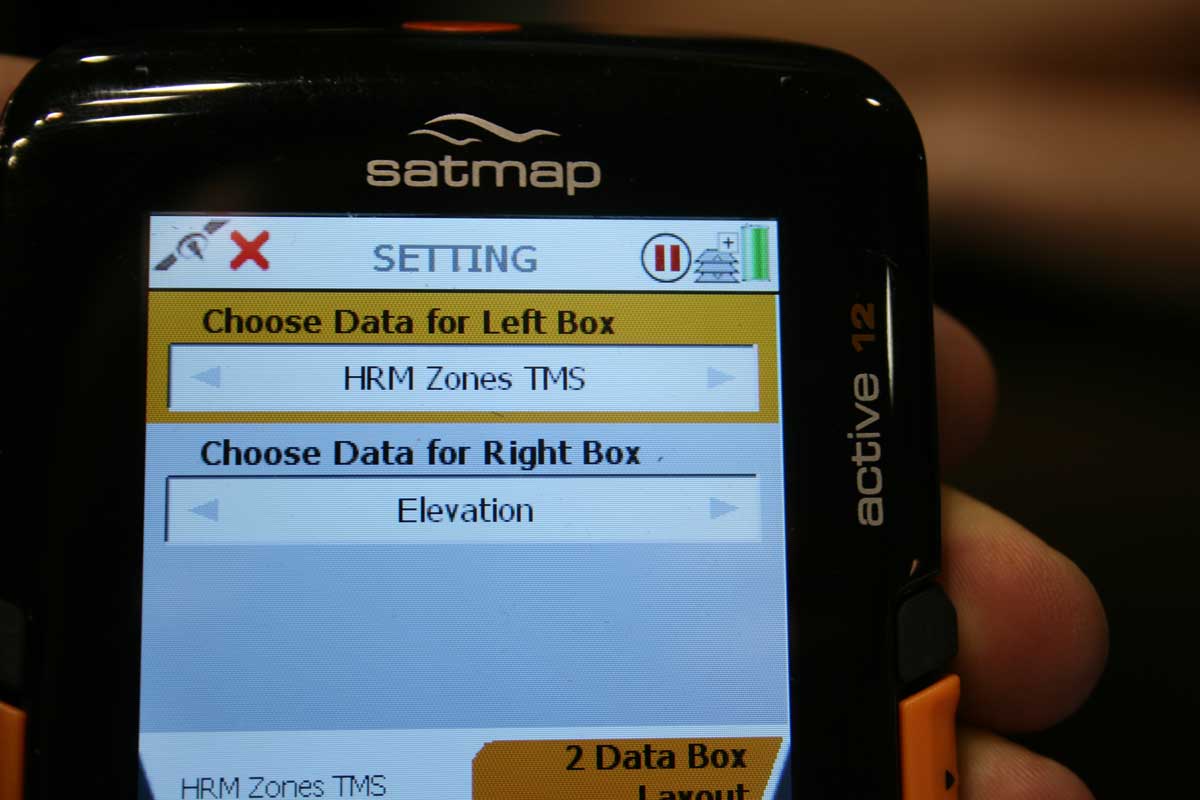 satmap
SETTING
Choose Data for Left Box
HRM Zones TMS
Choose Data for Right Box
Elevation
active 12
HRM Zones TMS
2 Data Box
Layout